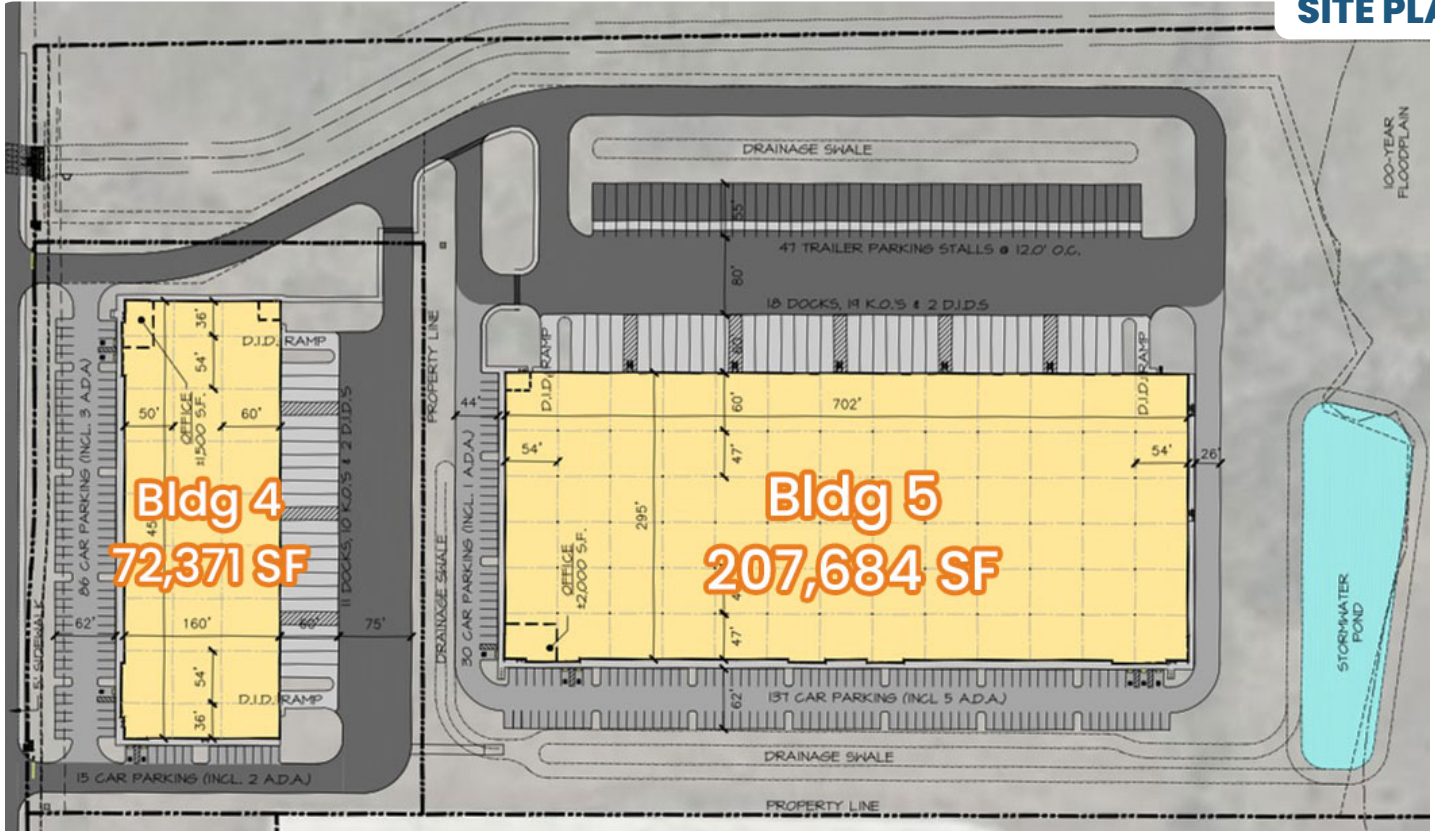 SITE PLA
100-YEAR
FLOODPLAIN
DRAINAGE SWALE
55'
47 TRAILER PARKING STALLS @ 12.0' O.C.
80'
18 DOCKS, 19 K.O.'S & 2 D.I.D.S
60'
D.I.D. RAMP
D.I.D. RAMP
PROPERTY LINE
44'
702'
60'
54'
54'
26'
47'
295'
Bldg 5
207,684 SF
OFFICE
±2,000 S.F.
47'
30 CAR PARKING (INCL. 1 A.D.A.)
DRAINAGE SWALE
62'
137 CAR PARKING (INCL 5 A.D.A.)
DRAINAGE SWALE
PROPERTY LINE
STORMWATER
POND
36'
D.I.D. RAMP
54'
50'
60'
OFFICE
±1,500 S.F.
Bldg 4
72,371 SF
86 CAR PARKING (INCL. 3 A.D.A.)
11 DOCKS, 10 K.O.'S & 2 D.I.D.S
62'
160'
60'
75'
5' SIDEWALK
54'
D.I.D. RAMP
36'
15 CAR PARKING (INCL. 2 A.D.A.)